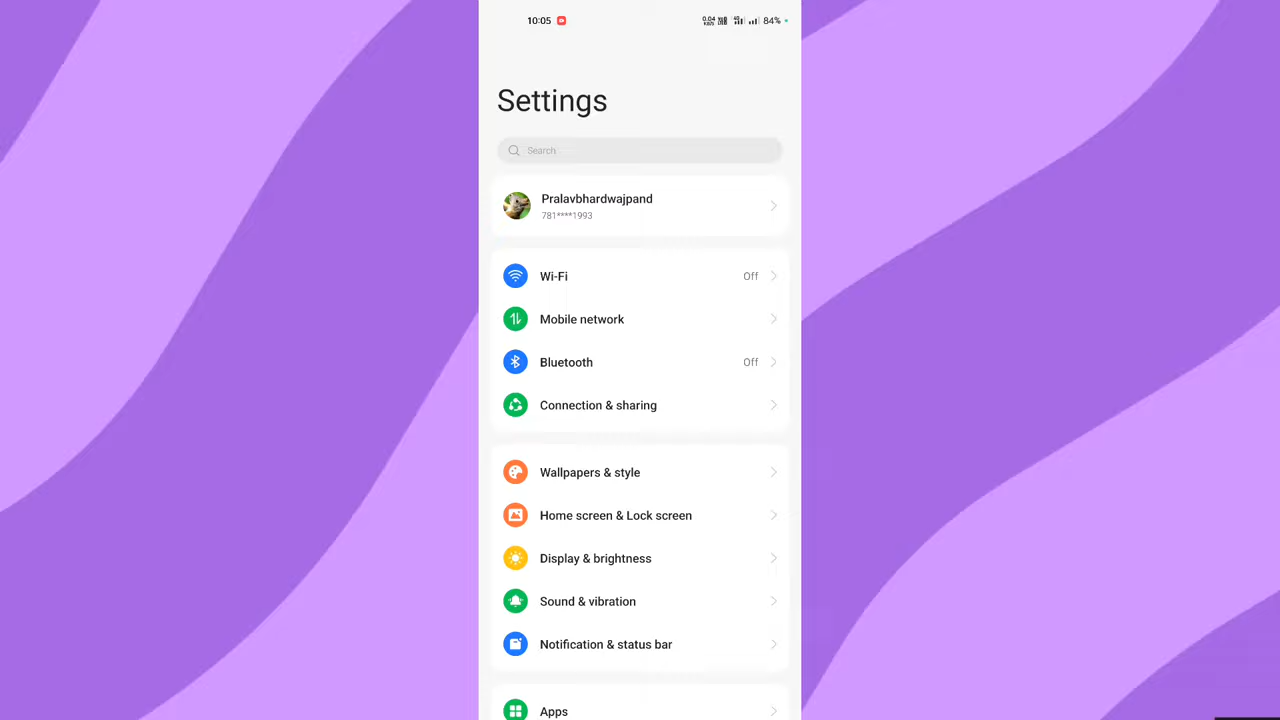 10:05
84%
Settings
Search
Pralavbhardwajpand
781****1993
Wi-Fi Off
Mobile network
Bluetooth Off
Connection & sharing
Wallpapers & style
Home screen & Lock screen
Display & brightness
Sound & vibration
Notification & status bar
Apps